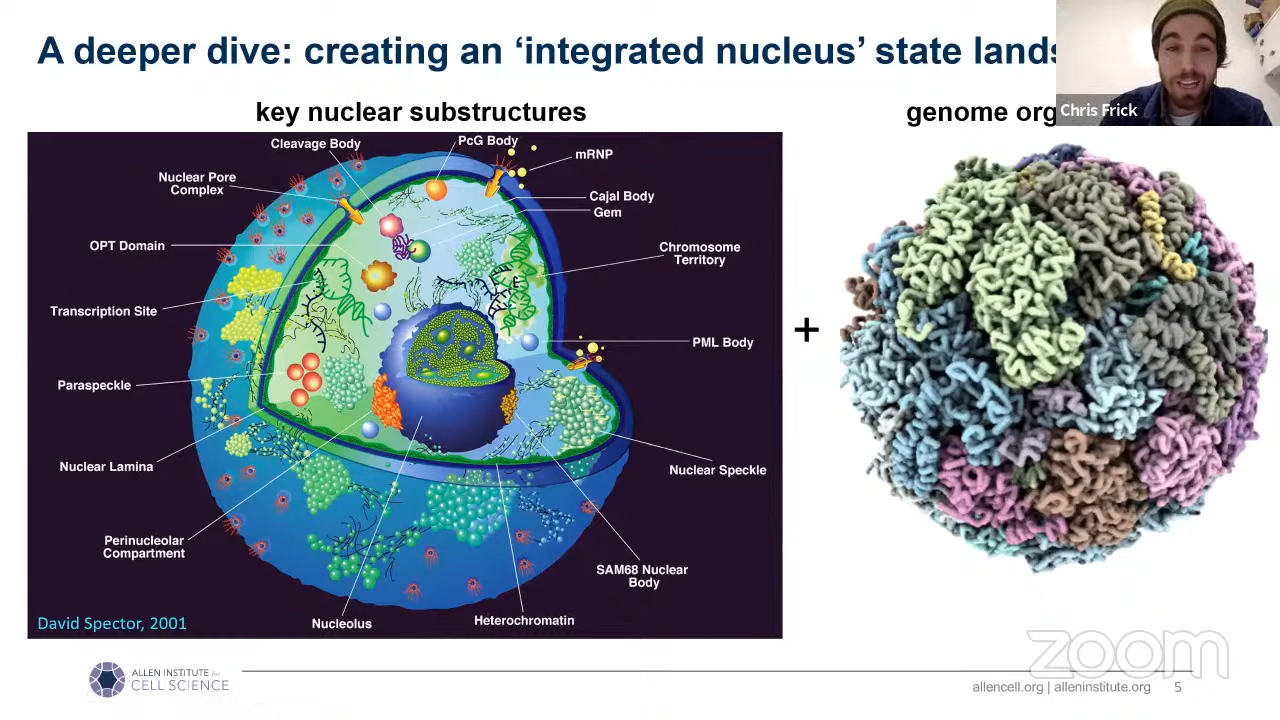 A deeper dive: creating an ‘integrated nucleus’ state lands
Chris Frick
key nuclear substructures
genome org
Cleavage Body
PcG Body
mRNP
Nuclear Pore
Complex
Cajal Body
Gem
OPT Domain
Chromosome
Territory
Transcription Site
PML Body
+
Paraspeckle
Nuclear Lamina
Nuclear Speckle
Perinucleolar
Compartment
SAM68 Nuclear
Body
Nucleolus
Heterochromatin
David Spector, 2001
zoom
ALLEN INSTITUTE for
CELL SCIENCE
allencell.org | alleninstitute.org 5